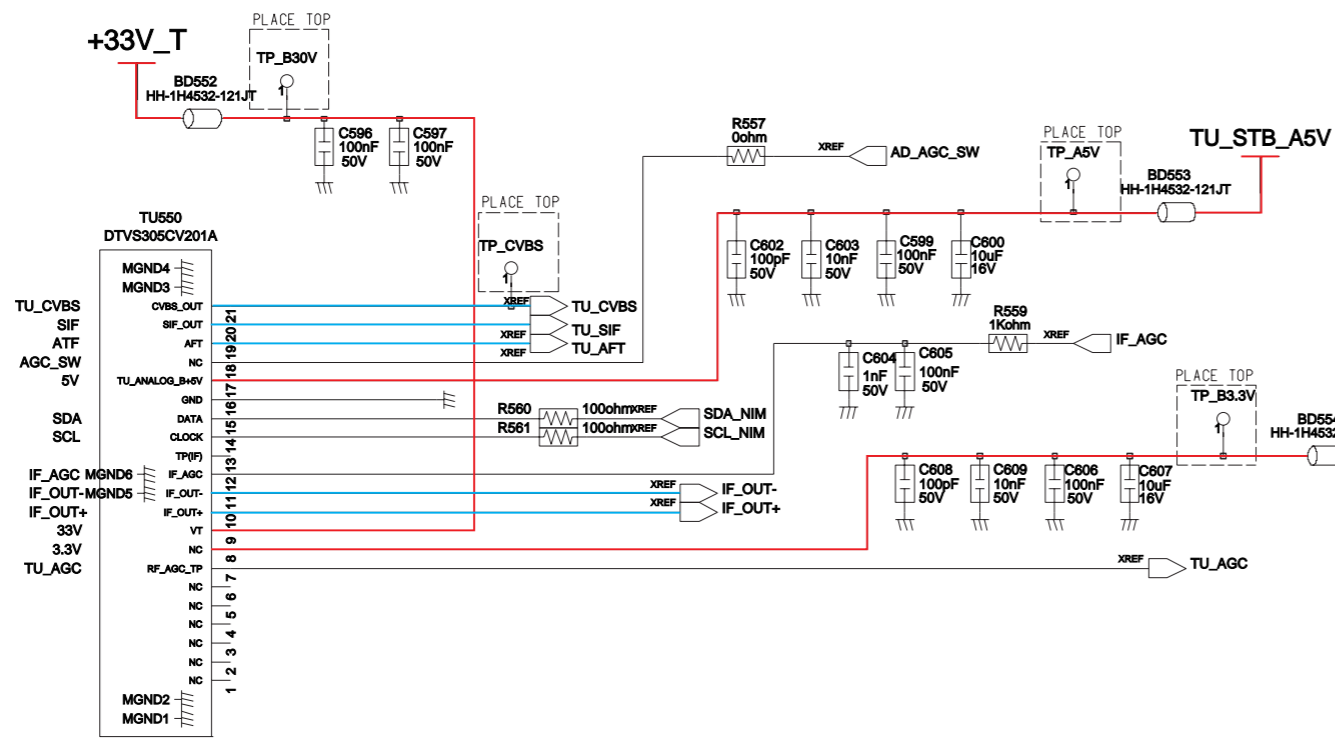 PLACE TOP
+33V_T
TP_B30V
1
BD552
HH-1H4532-121JT
C596
100nF
50V
C597
100nF
50V
R557
0ohm
XREF
AD_AGC_SW
PLACE TOP
TP_A5V
1
TU_STB_A5V
BD553
HH-1H4532-121JT
PLACE TOP
TP_CVBS
1
C602
100pF
50V
C603
10nF
50V
C599
100nF
50V
C600
10uF
16V
TU550
DTVS305CV201A
MGND4
MGND3
TU_CVBS
CVBS_OUT
21
XREF
TU_CVBS
SIF
SIF_OUT
20
TU_SIF
ATF
AFT
19
XREF
TU_AFT
AGC_SW
NC
18
XREF
5V
TU_ANALOG_B+5V
17
GND
16
SDA
DATA
15
R560
100ohm
XREF
SDA_NIM
SCL
CLOCK
14
R561
100ohm
XREF
SCL_NIM
TP(IF)
13
R559
1Kohm
XREF
IF_AGC
C604
1nF
50V
C605
100nF
50V
PLACE TOP
TP_B3.3V
1
BD554
HH-1H4532
IF_AGC
MGND6
IF_AGC
12
IF_OUT-
MGND5
IF_OUT-
11
XREF
IF_OUT-
IF_OUT+
IF_OUT+
10
XREF
IF_OUT+
C608
100pF
50V
C609
10nF
50V
C606
100nF
50V
C607
10uF
16V
33V
VT
9
3.3V
NC
8
TU_AGC
RF_AGC_TP
7
XREF
TU_AGC
NC
6
NC
5
NC
4
NC
3
NC
2
NC
1
MGND2
MGND1